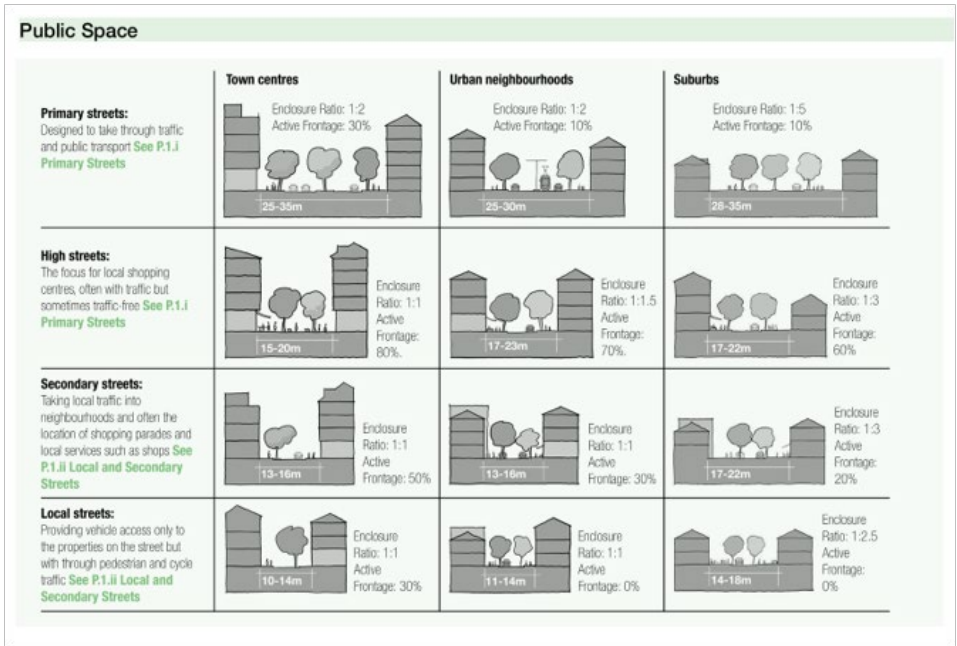 Public Space
Town centres
Urban neighbourhoods
Suburbs
Primary streets:
Designed to take through traffic
and public transport See P.1.i
Primary Streets
Enclosure Ratio: 1:2
Active Frontage: 30%
25-35m
Enclosure Ratio: 1:2
Active Frontage: 10%
25-30m
Enclosure Ratio: 1:5
Active Frontage: 10%
28-35m
High streets:
The focus for local shopping
centres, often with traffic but
sometimes traffic-free See P.1.i
Primary Streets
Enclosure
Ratio: 1:1
Active
Frontage:
80%.
15-20m
Enclosure
Ratio: 1:1.5
Active
Frontage:
70%.
17-23m
Enclosure
Ratio: 1:3
Active
Frontage:
60%
17-22m
Secondary streets:
Taking local traffic into
neighbourhoods and often the
location of shopping parades and
local services such as shops See
P.1.ii Local and Secondary
Streets
Enclosure
Ratio: 1:1
Active
Frontage: 50%
13-16m
Enclosure
Ratio: 1:1
Active
Frontage: 30%
13-16m
Enclosure
Ratio: 1:3
Active
Frontage:
20%
17-22m
Local streets:
Providing vehicle access only to
the properties on the street but
with through pedestrian and cycle
traffic See P.1.ii Local and
Secondary Streets
Enclosure
Ratio: 1:1
Active
Frontage: 30%
10-14m
Enclosure
Ratio: 1:1
Active
Frontage: 0%
11-14m
Enclosure
Ratio: 1:2.5
Active
Frontage:
0%
14-18m